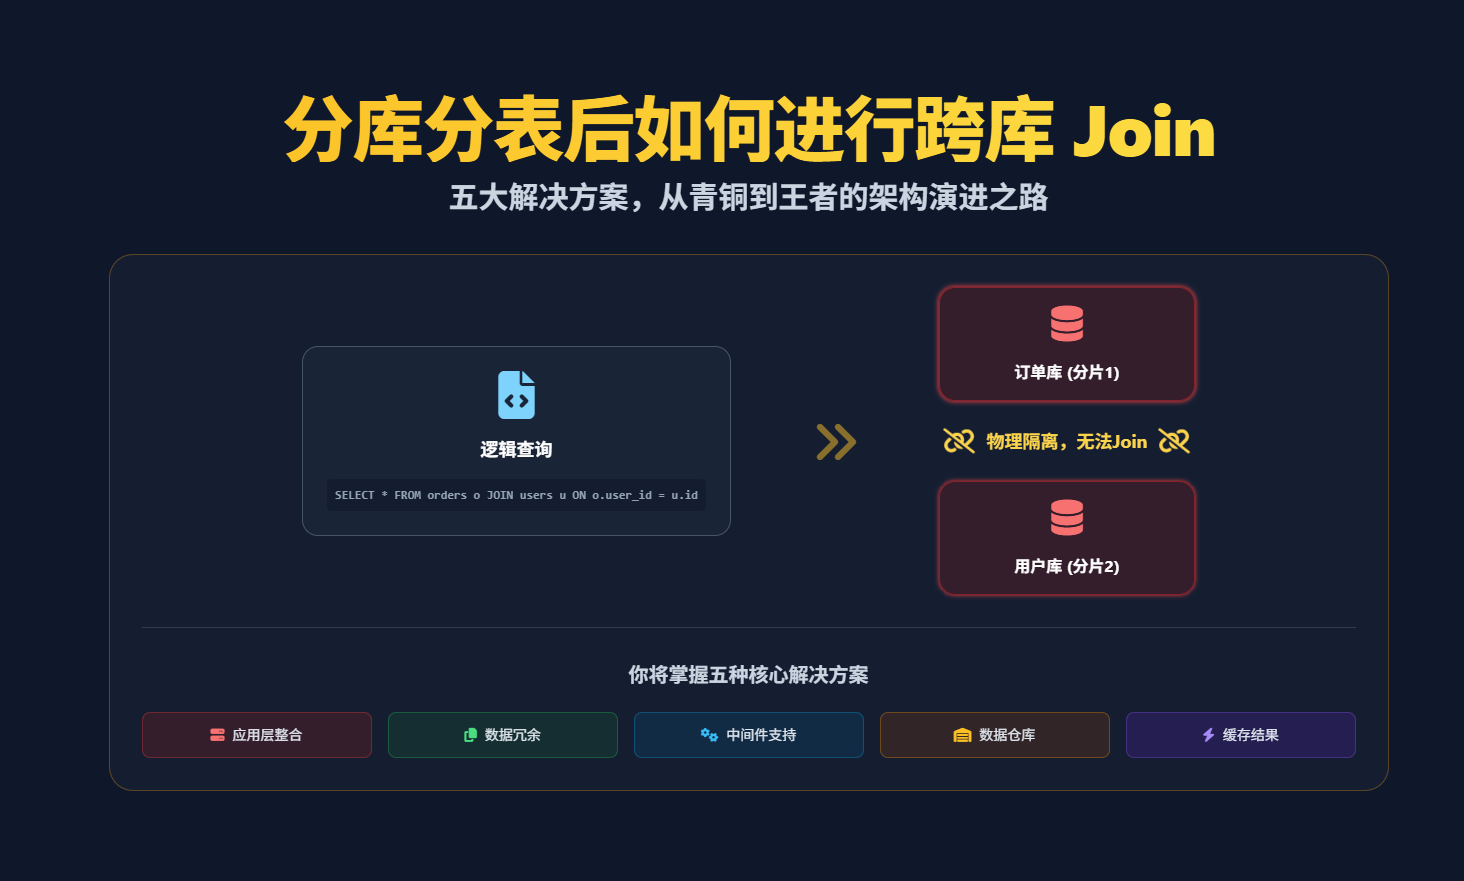 分库分表后如何进行跨库 Join
五大解决方案，从青铜到王者的架构演进之路
逻辑查询
SELECT * FROM orders o JOIN users u ON o.user_id = u.id
订单库 (分片1)
物理隔离，无法Join
用户库 (分片2)
你将掌握五种核心解决方案
应用层整合
数据冗余
中间件支持
数据仓库
缓存结果